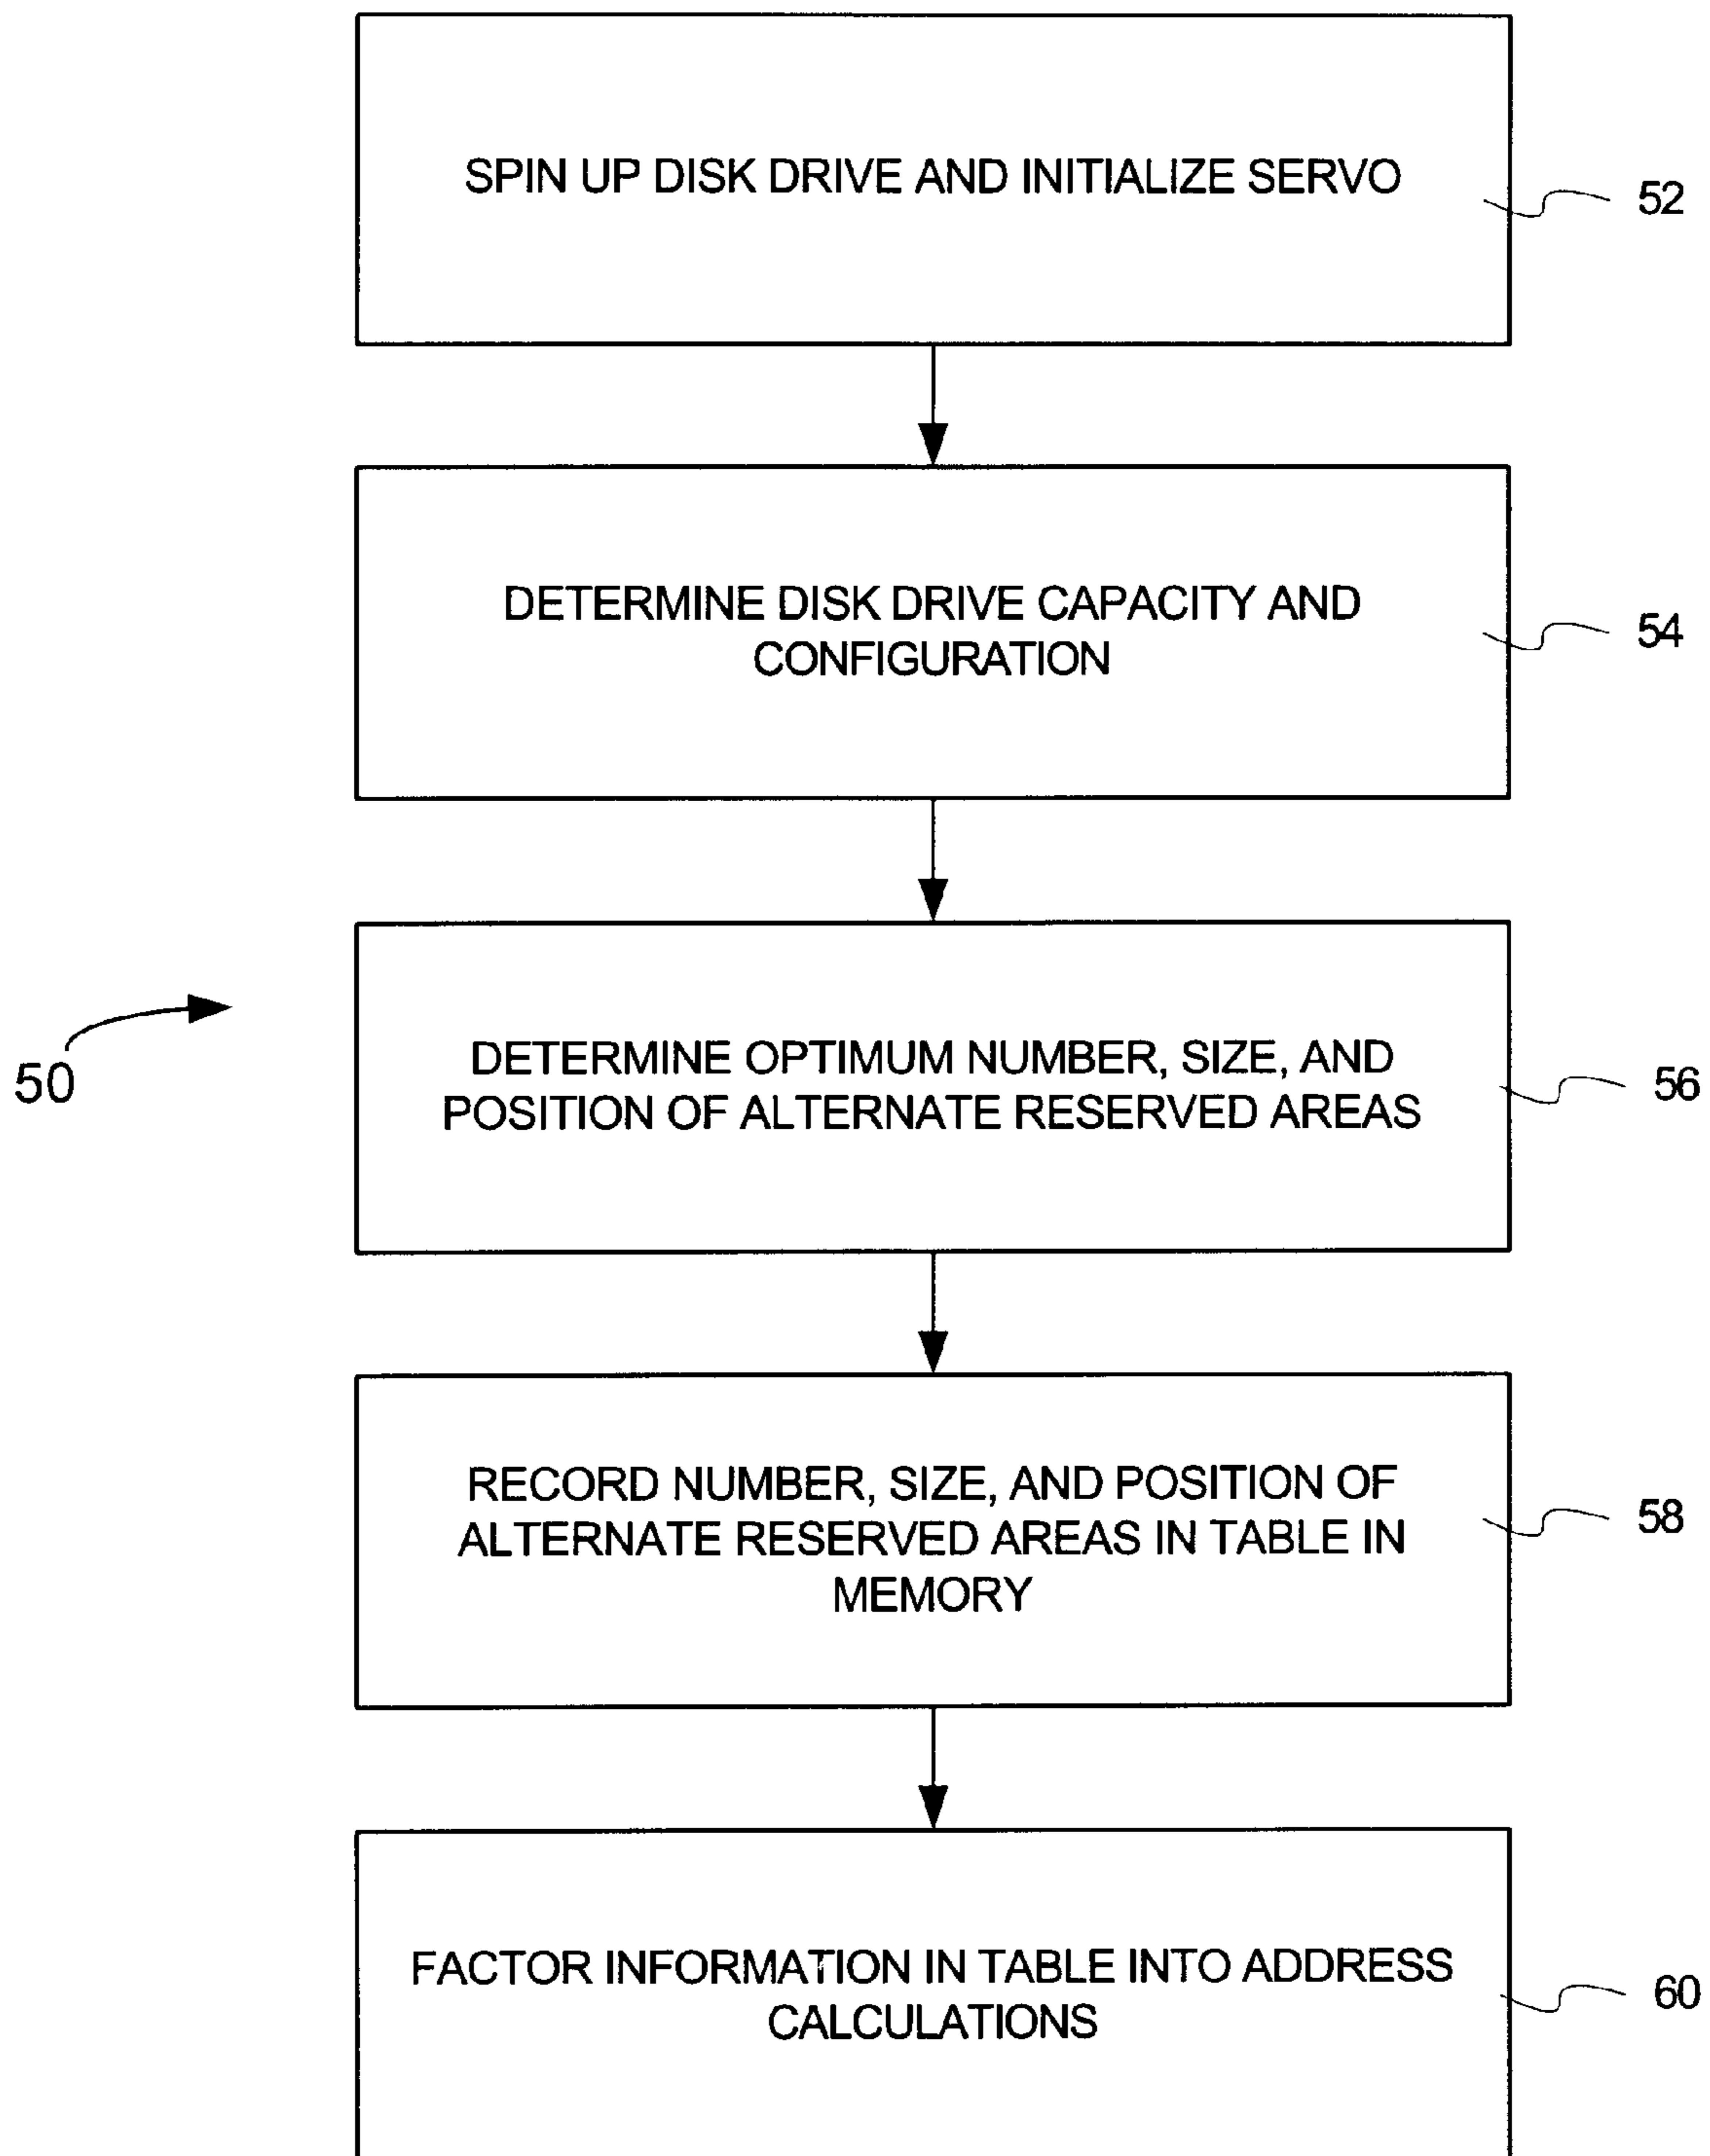 SPIN UP DISK DRIVE AND INITIALIZE SERVO
52
DETERMINE DISK DRIVE CAPACITY AND
CONFIGURATION
54
50
DETERMINE OPTIMUM NUMBER, SIZE, AND
POSITION OF ALTERNATE RESERVED AREAS
56
RECORD NUMBER, SIZE, AND POSITION OF
ALTERNATE RESERVED AREAS IN TABLE IN
MEMORY
58
FACTOR INFORMATION IN TABLE INTO ADDRESS
CALCULATIONS
60